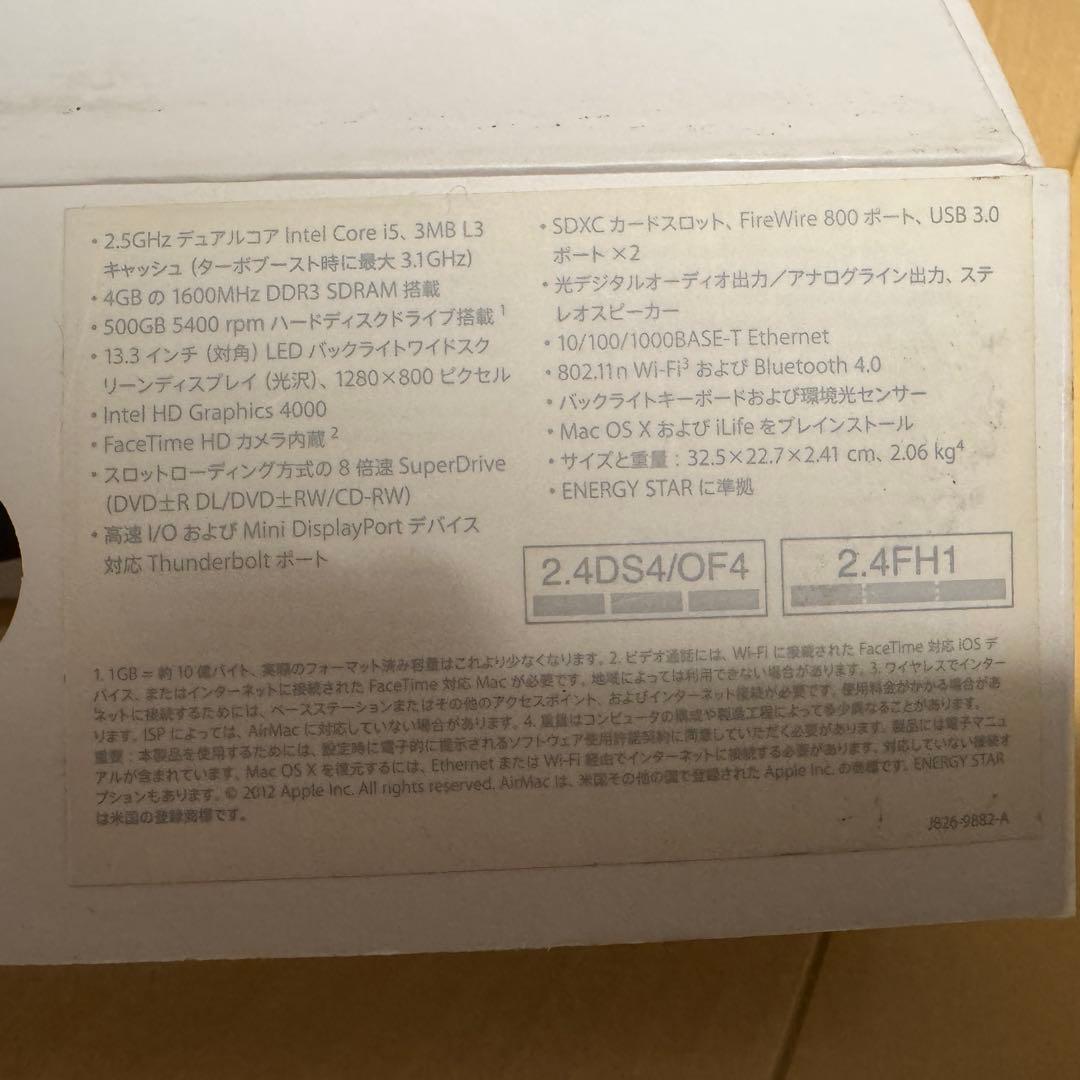 • 2.5GHz デュアルコア Intel Core i5、3MB L3
キャッシュ (ターボブースト時に最大 3.1GHz)
• 4GB の 1600MHz DDR3 SDRAM 搭載
• 500GB 5400 rpm ハードディスクドライブ搭載1
• 13.3 インチ (対角) LED バックライトワイドスク
リーンディスプレイ (光沢)、1280×800 ピクセル
• Intel HD Graphics 4000
• FaceTime HD カメラ内蔵2
• スロットローディング方式の 8 倍速 SuperDrive
(DVD±R DL/DVD±RW/CD-RW)
• 高速 I/O および Mini DisplayPort デバイス
対応 Thunderbolt ポート
• SDXC カードスロット、FireWire 800 ポート、USB 3.0
ポート ×2
• 光デジタルオーディオ出力/アナログライン出力、ステ
レオスピーカー
• 10/100/1000BASE-T Ethernet
• 802.11n Wi-Fi3 および Bluetooth 4.0
• バックライトキーボードおよび環境光センサー
• Mac OS X および iLife をプレインストール
• サイズと重量 : 32.5×22.7×2.41 cm、2.06 kg4
• ENERGY STAR に準拠
2.4DS4/OF4
2.4FH1
1. 1GB = 約 10 億バイト、実際のフォーマット済み容量はこれより少なくなります。2. ビデオ通話には、Wi-Fi に接続された FaceTime 対応 iOS デ
バイス、またはインターネットに接続された FaceTime 対応 Mac が必要です。地域によっては利用できない場合があります。3. ワイヤレスでインター
ネットに接続するためには、ベースステーションまたはその他のアクセスポイント、およびインターネット接続が必要です。使用料金がかかる場合があ
ります。ISP によっては、AirMac に対応していない場合があります。4. 重量はコンピュータの構成や製造工程によって多少異なることがあります。
重要 : 本製品を使用するためには、設定時に電子的に提示されるソフトウェア使用許諾契約に同意していただく必要があります。製品には電子マニュ
アルが含まれています。Mac OS X を復元するには、Ethernet または Wi-Fi 経由でインターネットに接続する必要があります。対応していない接続オ
プションもあります。© 2012 Apple Inc. All rights reserved. AirMac は、米国その他の国で登録された Apple Inc. の商標です。ENERGY STAR
は米国の登録商標です。
J826-9882-A